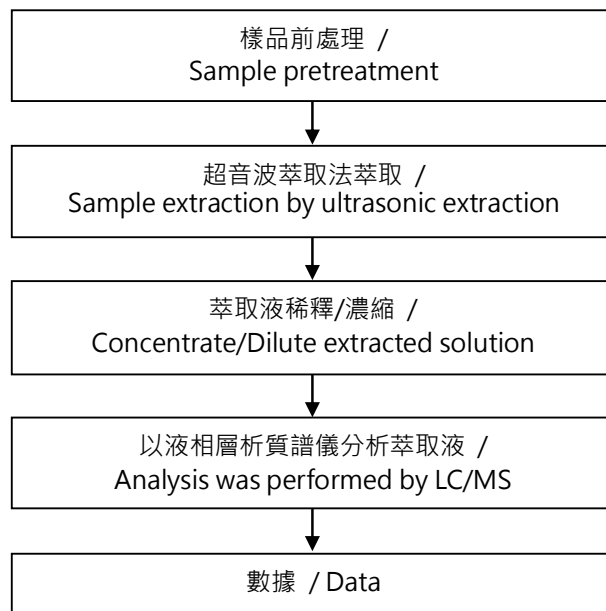 樣品前處理 /
Sample pretreatment
超音波萃取法萃取 /
Sample extraction by ultrasonic extraction
萃取液稀釋/濃縮 /
Concentrate/Dilute extracted solution
以液相層析質譜儀分析萃取液 /
Analysis was performed by LC/MS
數據 / Data